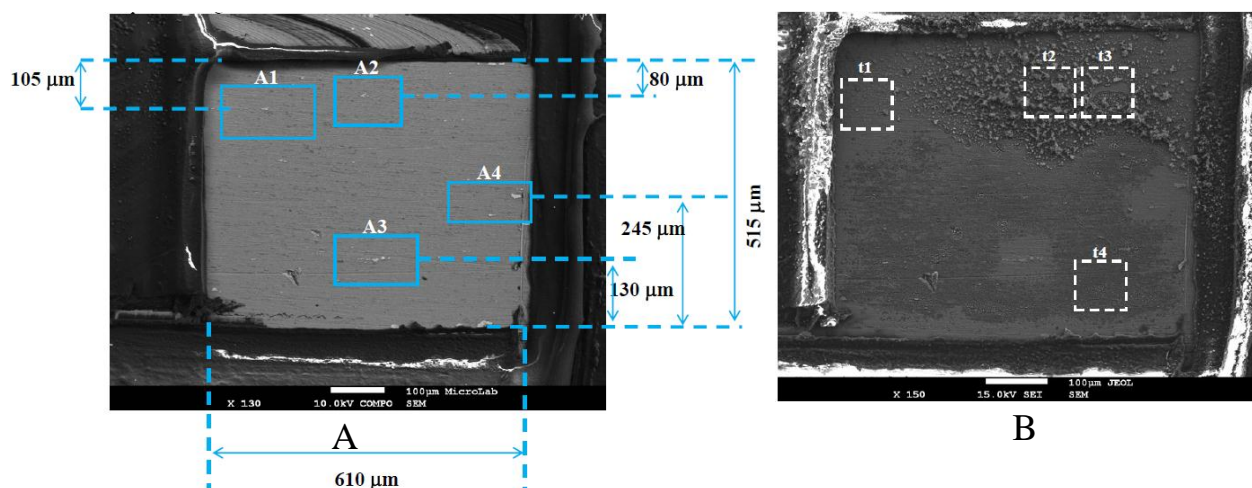 105 µm
A1
A2
80 µm
A4
A3
245 µm
130 µm
515 µm
100µm MicroLab
X 130 10.0kV COMPO SEM
A
610 µm
t1
t2
t3
t4
100µm JEOL
X 150 15.0kV SEI SEM
B